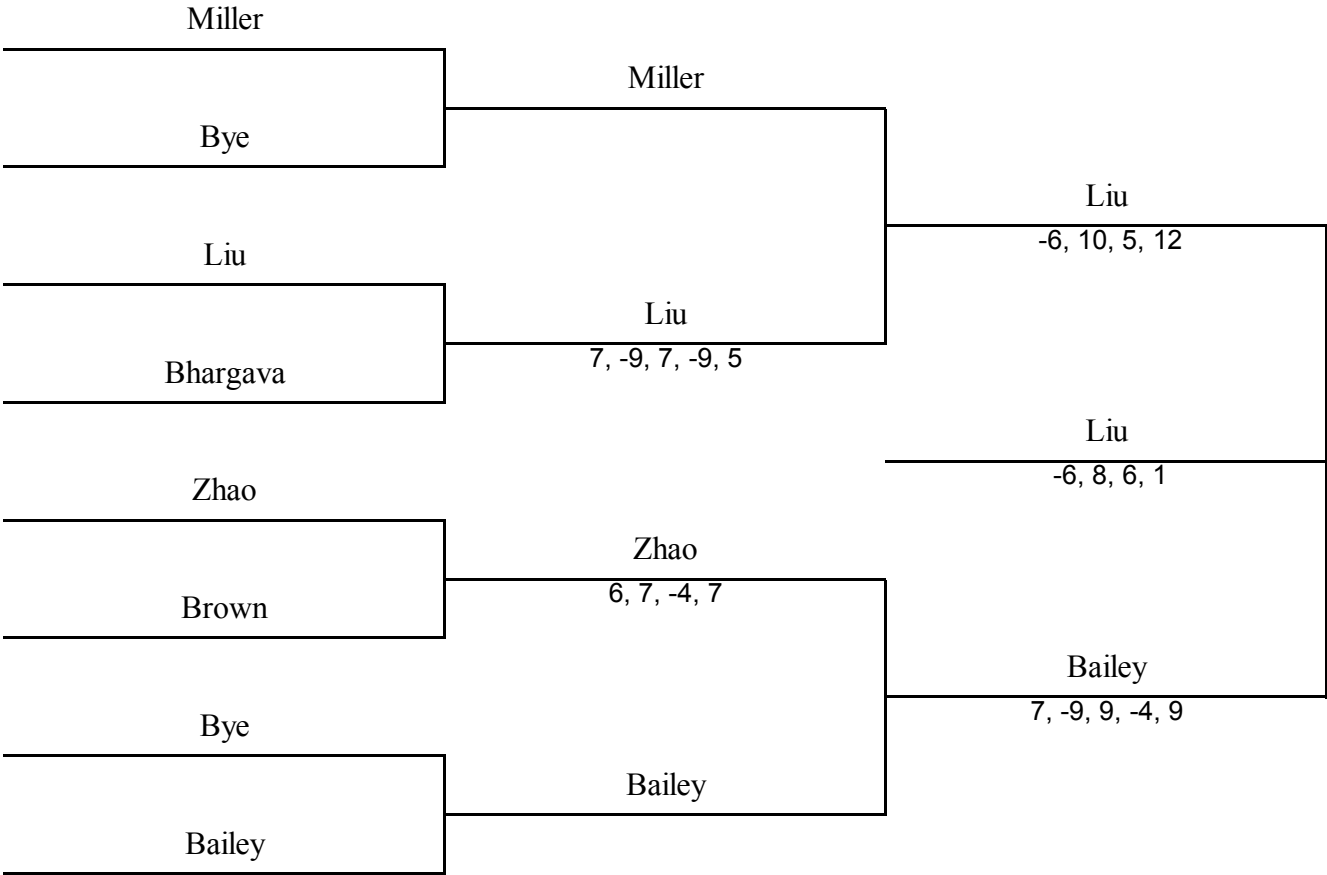 Miller
Miller
Bye
Liu
-6, 10, 5, 12
Liu
Liu
7, -9, 7, -9, 5
Bhargava
Liu
-6, 8, 6, 1
Zhao
Zhao
6, 7, -4, 7
Brown
Bailey
7, -9, 9, -4, 9
Bye
Bailey
Bailey